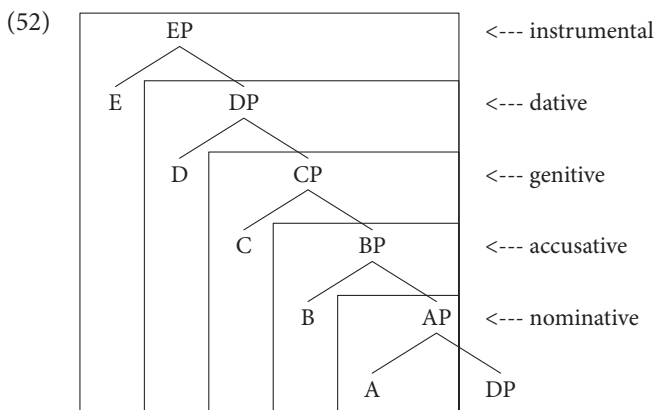 (52)
EP <--- instrumental
E DP <--- dative
D CP <--- genitive
C BP <--- accusative
B AP <--- nominative
A DP